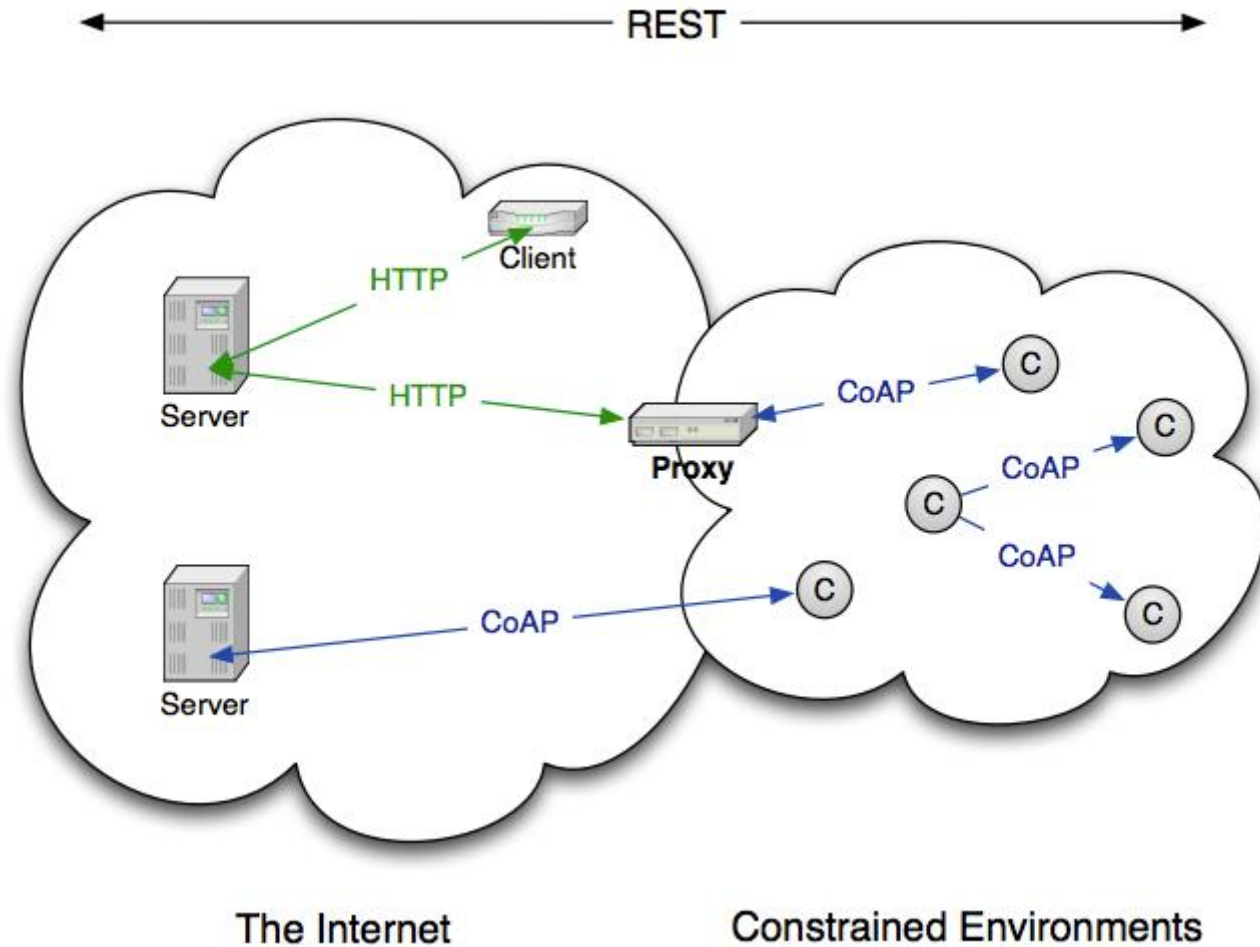 REST
Client
HTTP
Server
HTTP
Proxy
CoAP
C
C
CoAP
C
CoAP
C
C
CoAP
Server
The Internet
Constrained Environments